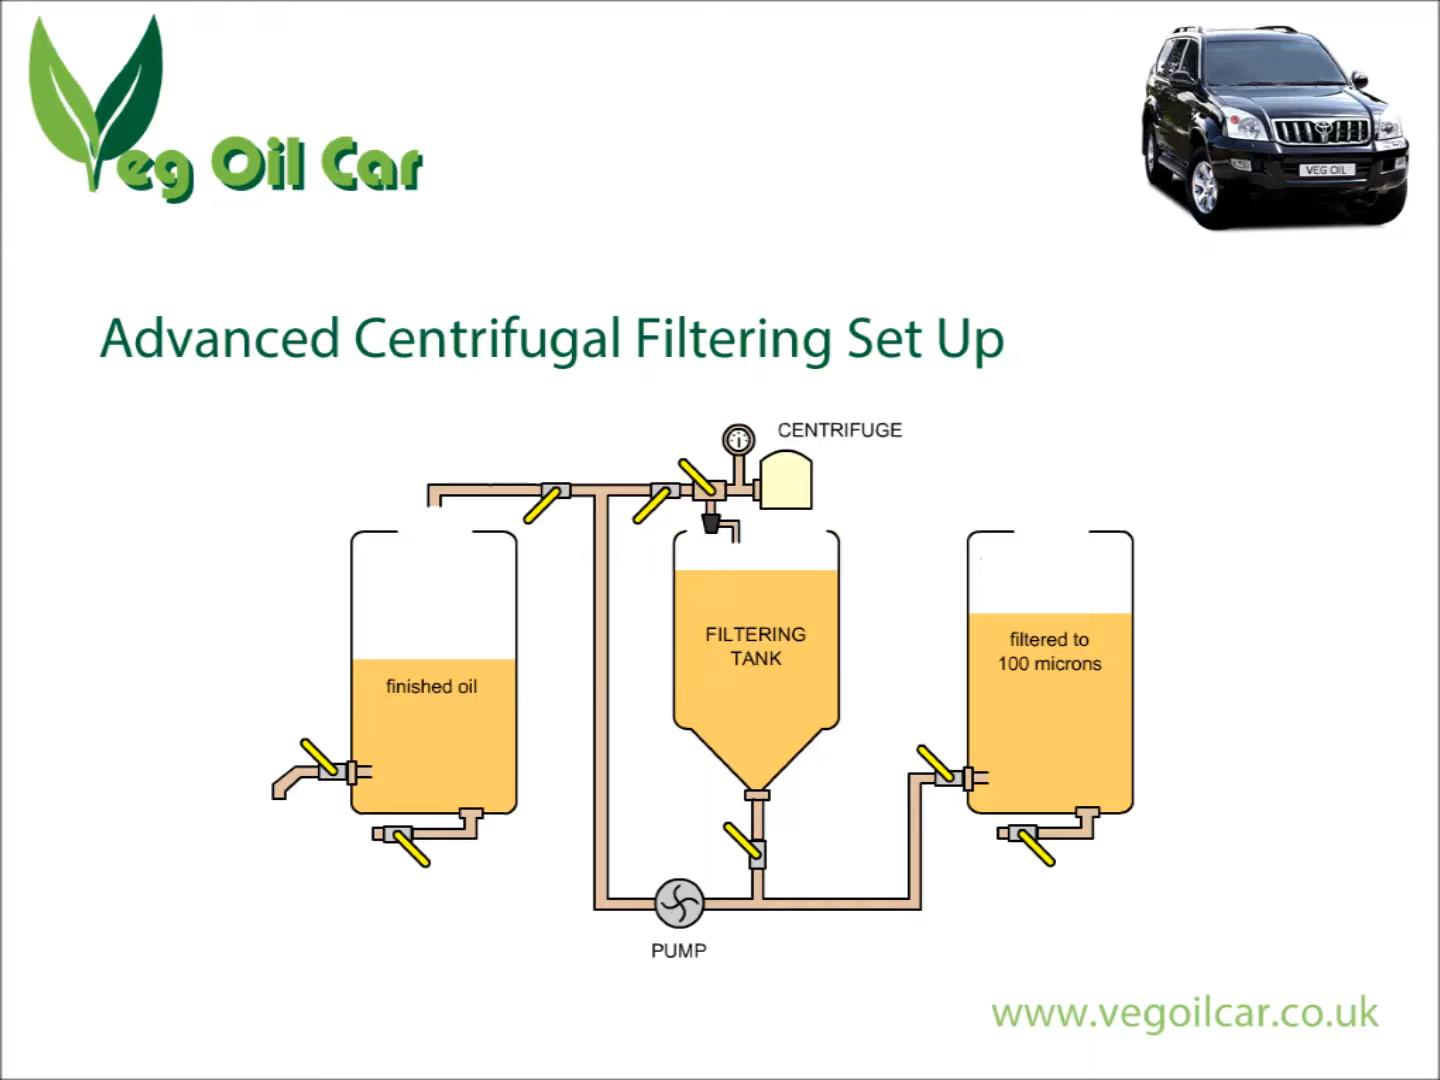 Veg Oil Car
VEG OIL
Advanced Centrifugal Filtering Set Up
CENTRIFUGE
FILTERING
TANK
filtered to
100 microns
finished oil
PUMP
www.vegoilcar.co.uk